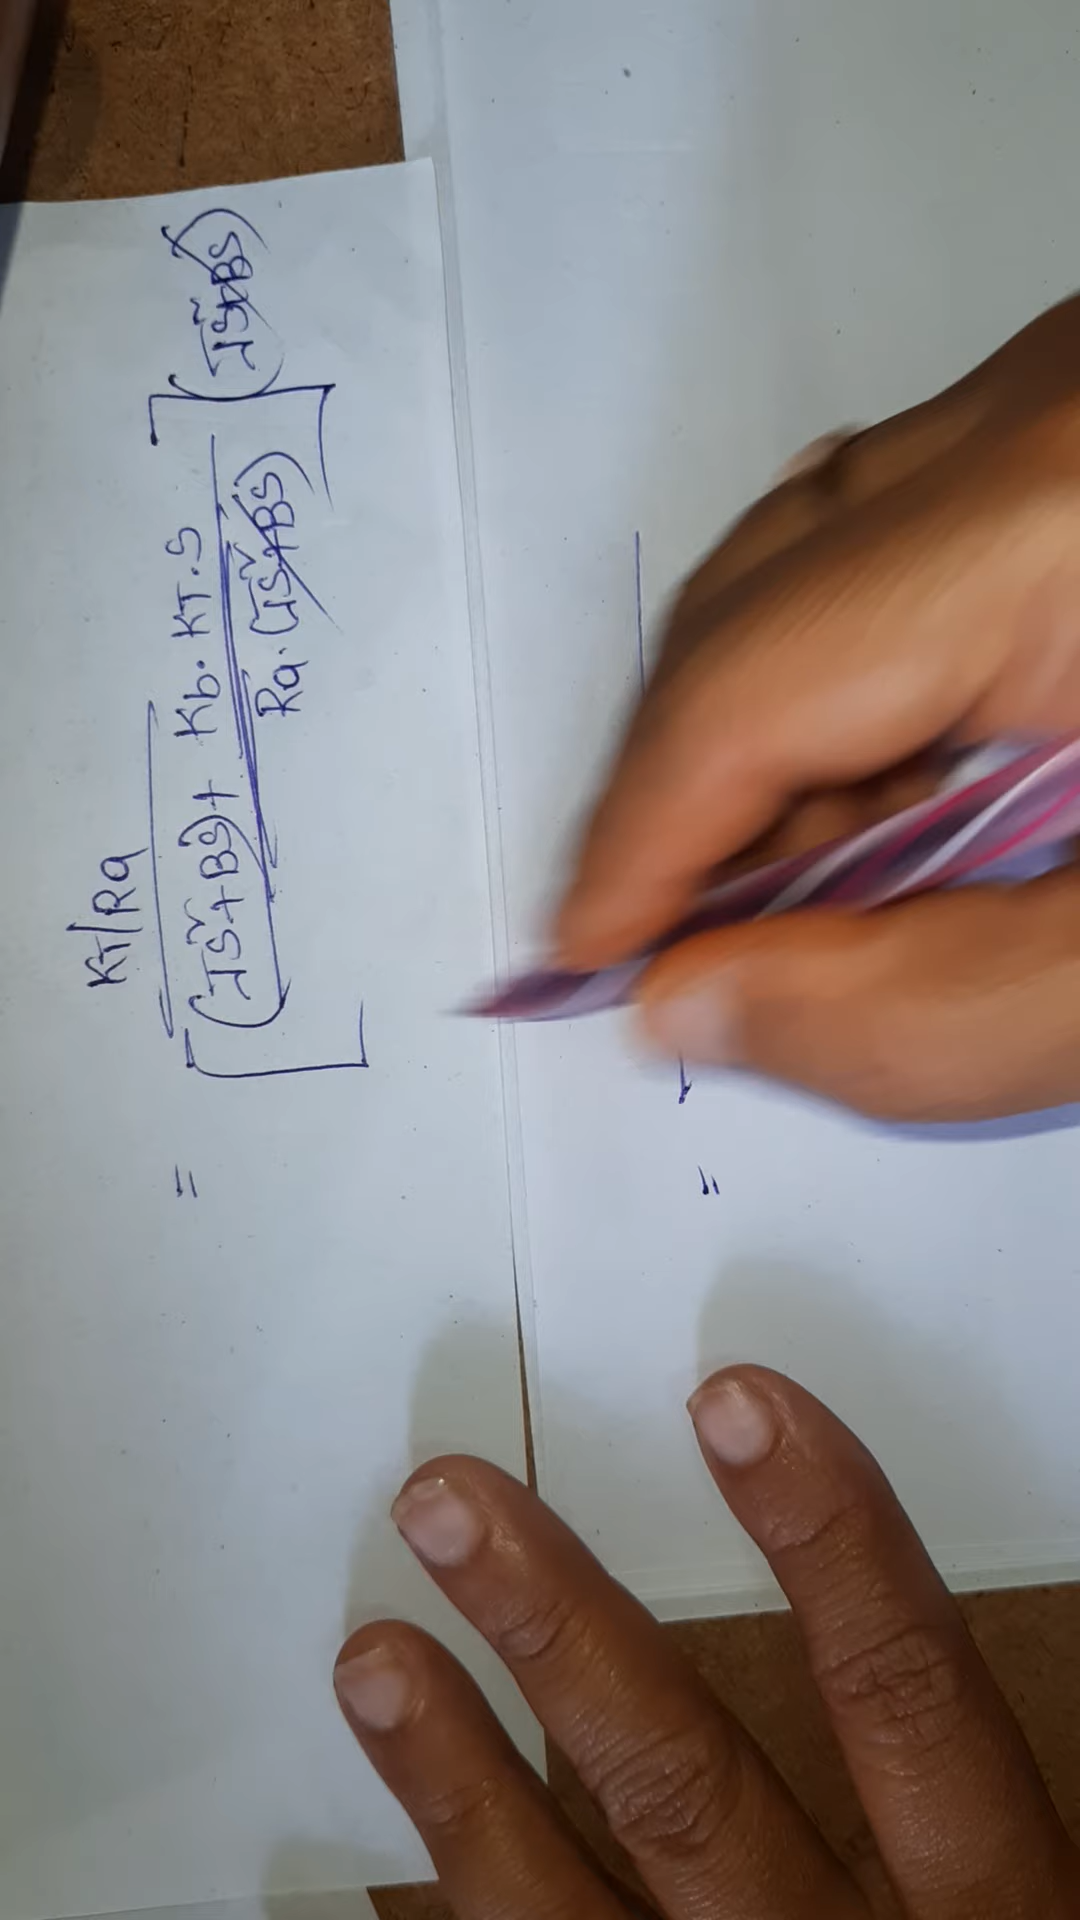 KT/Ra
= [(JS²+BS)+ Kb.KT.S
Ra.(JS²+BS)] (JS²+BS)
=